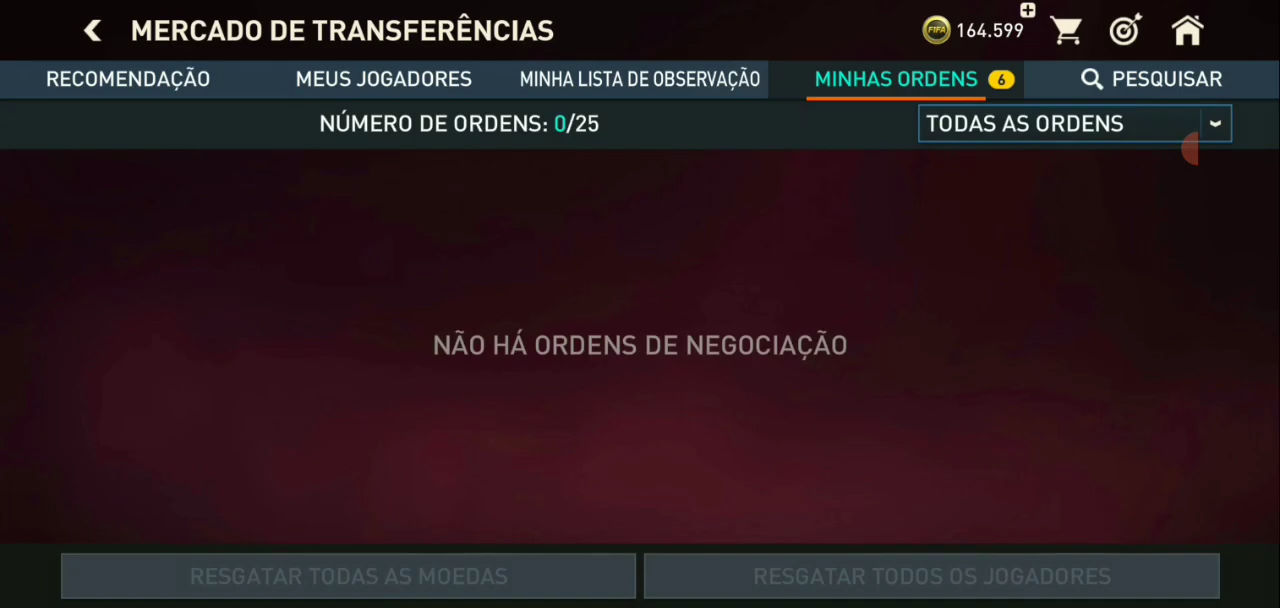 MERCADO DE TRANSFERÊNCIAS
FIFA 164.599
RECOMENDAÇÃO MEUS JOGADORES MINHA LISTA DE OBSERVAÇÃO MINHAS ORDENS 6 PESQUISAR
NÚMERO DE ORDENS: 0/25 TODAS AS ORDENS
NÃO HÁ ORDENS DE NEGOCIAÇÃO
RESGATAR TODAS AS MOEDAS RESGATAR TODOS OS JOGADORES